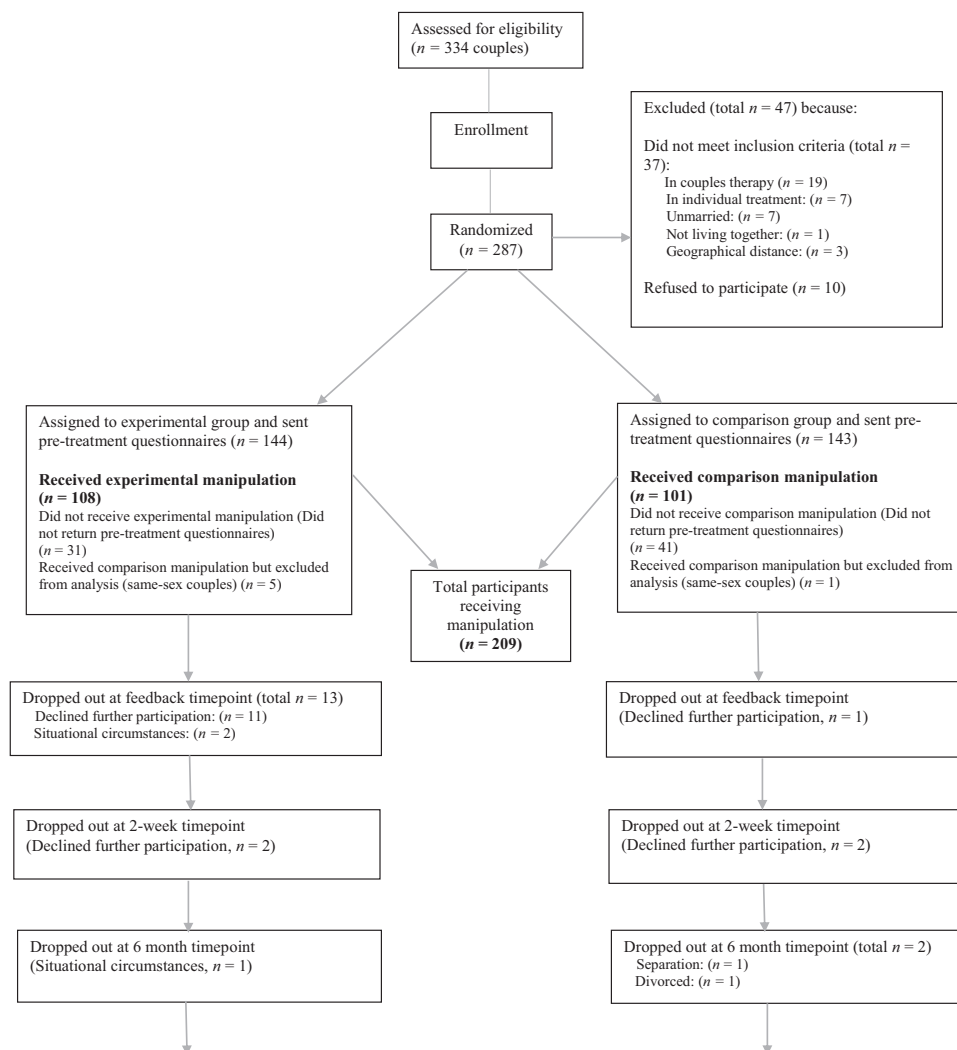 Assessed for eligibility
(n = 334 couples)
Enrollment
Excluded (total n = 47) because:
Did not meet inclusion criteria (total n =
37):
In couples therapy (n = 19)
In individual treatment: (n = 7)
Unmarried: (n = 7)
Not living together: (n = 1)
Geographical distance: (n = 3)
Refused to participate (n = 10)
Randomized
(n = 287)
Assigned to experimental group and sent
pre-treatment questionnaires (n = 144)
Received experimental manipulation
(n = 108)
Did not receive experimental manipulation (Did
not return pre-treatment questionnaires)
(n = 31)
Received comparison manipulation but excluded
from analysis (same-sex couples) (n = 5)
Assigned to comparison group and sent pre-
treatment questionnaires (n = 143)
Received comparison manipulation
(n = 101)
Did not receive comparison manipulation (Did not
return pre-treatment questionnaires)
(n = 41)
Received comparison manipulation but excluded from
analysis (same-sex couples) (n = 1)
Total participants
receiving
manipulation
(n = 209)
Dropped out at feedback timepoint (total n = 13)
Declined further participation: (n = 11)
Situational circumstances: (n = 2)
Dropped out at feedback timepoint
(Declined further participation, n = 1)
Dropped out at 2-week timepoint
(Declined further participation, n = 2)
Dropped out at 2-week timepoint
(Declined further participation, n = 2)
Dropped out at 6 month timepoint
(Situational circumstances, n = 1)
Dropped out at 6 month timepoint (total n = 2)
Separation: (n = 1)
Divorced: (n = 1)